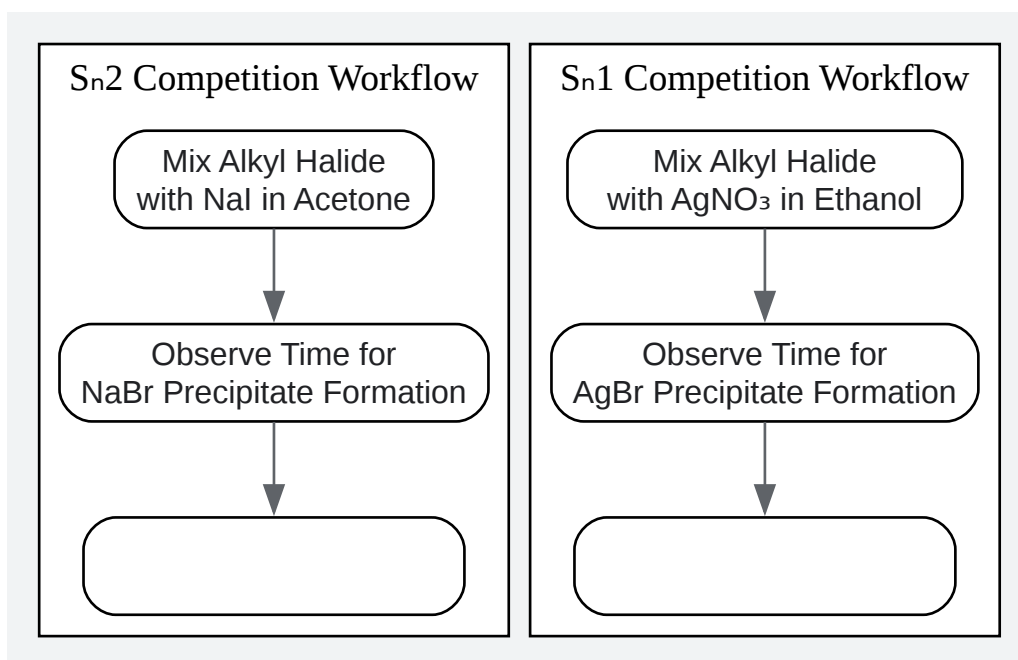 Sₙ2 Competition Workflow
Mix Alkyl Halide
with NaI in Acetone
Observe Time for
NaBr Precipitate Formation
Sₙ1 Competition Workflow
Mix Alkyl Halide
with AgNO₃ in Ethanol
Observe Time for
AgBr Precipitate Formation